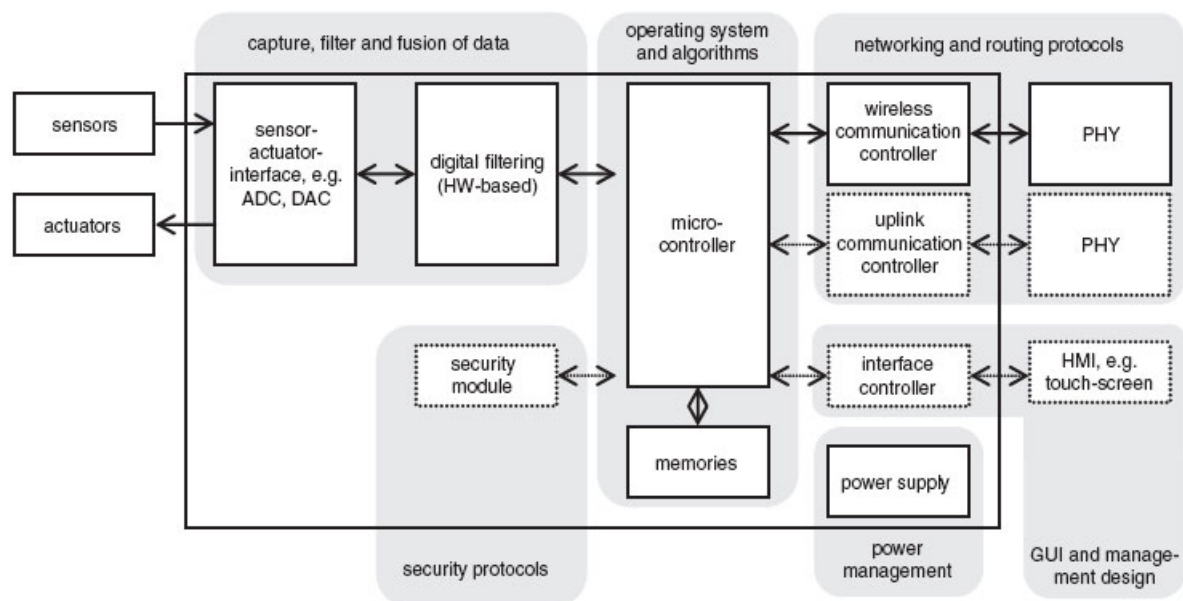 capture, filter and fusion of data
operating system
and algorithms
networking and routing protocols
sensors
actuators
sensor-
actuator-
interface, e.g.
ADC, DAC
digital filtering
(HW-based)
micro-
controller
wireless
communication
controller
PHY
uplink
communication
controller
PHY
security
module
interface
controller
HMI, e.g.
touch-screen
memories
power supply
security protocols
power
management
GUI and manage-
ment design